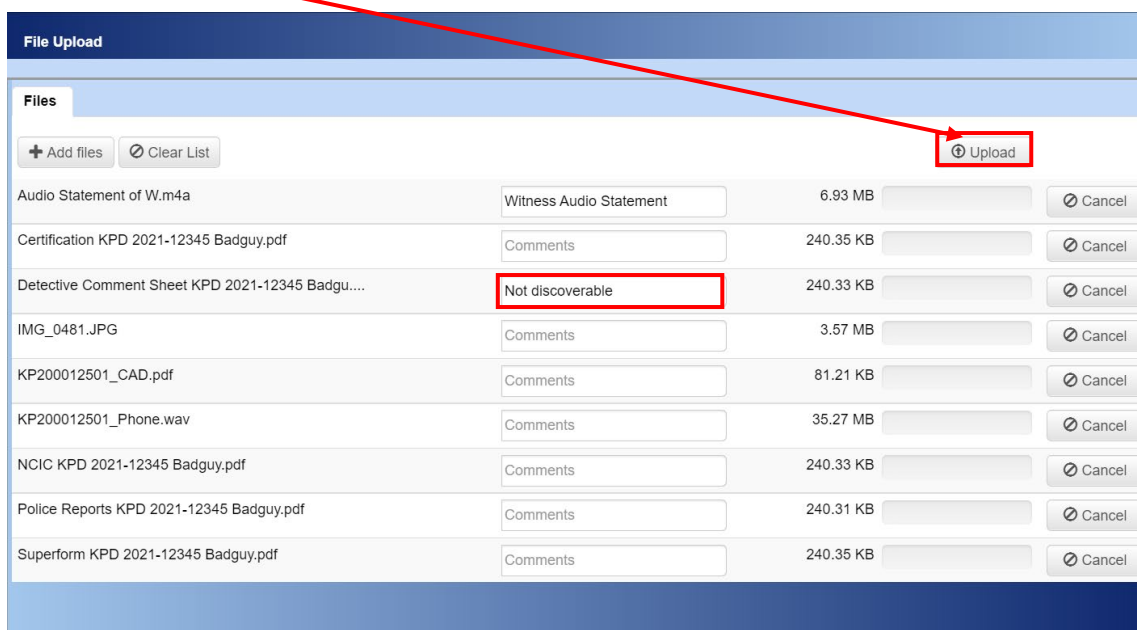 File Upload
Files
Add files Clear List Upload
Audio Statement of W.m4a Witness Audio Statement 6.93 MB Cancel
Certification KPD 2021-12345 Badguy.pdf Comments 240.35 KB Cancel
Detective Comment Sheet KPD 2021-12345 Badgu.... Not discoverable 240.33 KB Cancel
IMG_0481.JPG Comments 3.57 MB Cancel
KP200012501_CAD.pdf Comments 81.21 KB Cancel
KP200012501_Phone.wav Comments 35.27 MB Cancel
NCIC KPD 2021-12345 Badguy.pdf Comments 240.33 KB Cancel
Police Reports KPD 2021-12345 Badguy.pdf Comments 240.31 KB Cancel
Superform KPD 2021-12345 Badguy.pdf Comments 240.35 KB Cancel